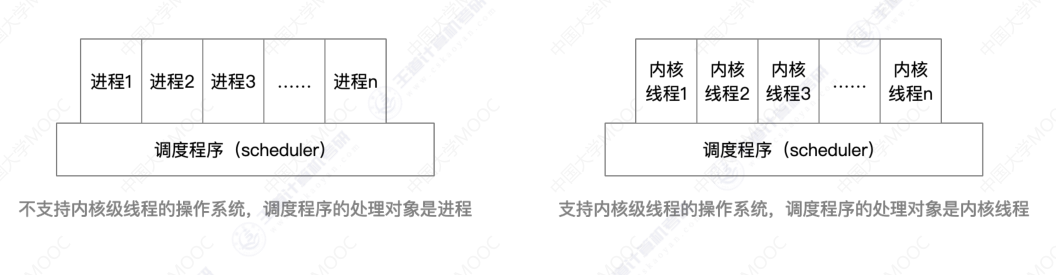 进程1 进程2 进程3 …… 进程n
调度程序（scheduler）
不支持内核级线程的操作系统，调度程序的处理对象是进程
内核线程1 内核线程2 内核线程3 …… 内核线程n
调度程序（scheduler）
支持内核级线程的操作系统，调度程序的处理对象是内核线程
中国大学MOOC
王道计算机考研